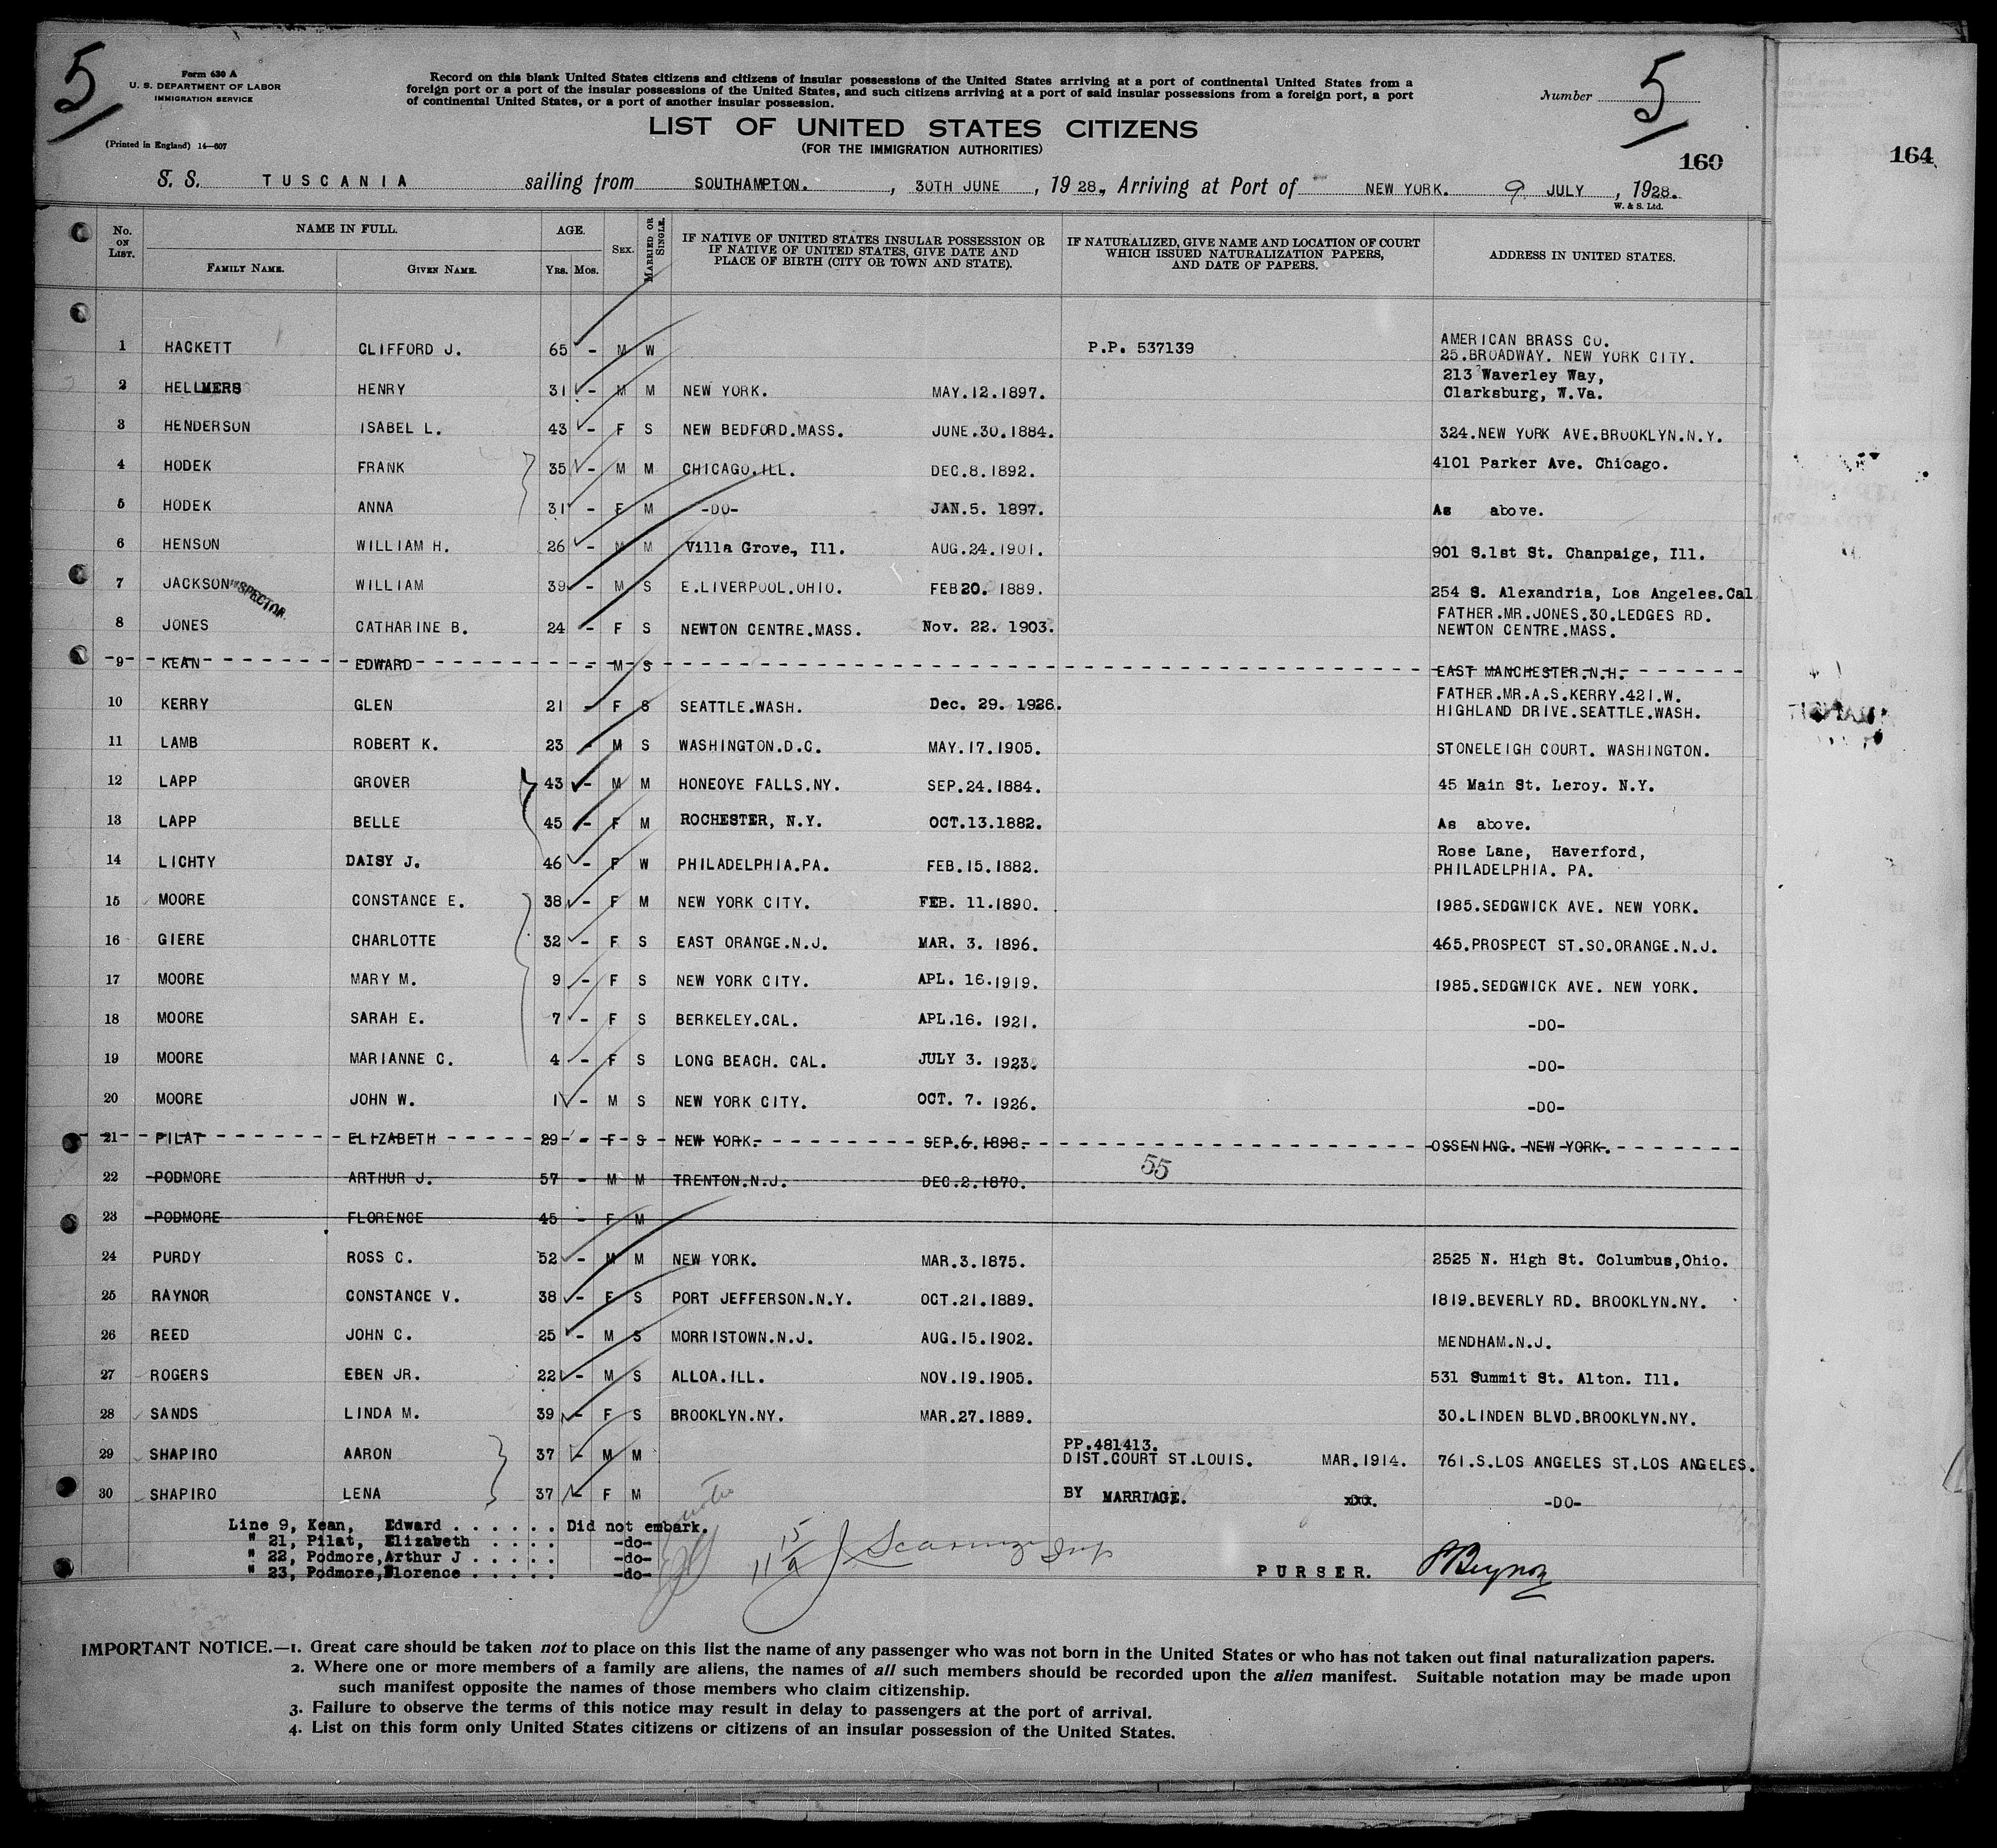 5
Form 630 A
U. S. DEPARTMENT OF LABOR
IMMIGRATION SERVICE
(Printed in England) 14—607
Record on this blank United States citizens and citizens of insular possessions of the United States arriving at a port of continental United States from a
foreign port or a port of the insular possessions of the United States, and such citizens arriving at a port of said insular possessions from a foreign port, a port
of continental United States, or a port of another insular possession.
Number 5
LIST OF UNITED STATES CITIZENS
(FOR THE IMMIGRATION AUTHORITIES)
160
164
S. S. TUSCANIA sailing from SOUTHAMPTON. , 30TH JUNE , 1928., Arriving at Port of NEW YORK. 9 JULY , 1928.
W. & S. Ltd.
No. ON LIST. NAME IN FULL. AGE. SEX. MARRIED OR SINGLE. IF NATIVE OF UNITED STATES INSULAR POSSESSION OR IF NATIVE OF UNITED STATES, GIVE DATE AND PLACE OF BIRTH (CITY OR TOWN AND STATE). IF NATURALIZED, GIVE NAME AND LOCATION OF COURT WHICH ISSUED NATURALIZATION PAPERS, AND DATE OF PAPERS. ADDRESS IN UNITED STATES.
FAMILY NAME. GIVEN NAME. Yrs. Mos.
1 HACKETT CLIFFORD J. 65 - M W P.P. 537139 AMERICAN BRASS CO.
25.BROADWAY. NEW YORK CITY.
2 HELLMERS HENRY 31 - M M NEW YORK. MAY.12.1897. 213 Waverley Way,
Clarksburg, W.Va.
3 HENDERSON ISABEL L. 43 - F S NEW BEDFORD.MASS. JUNE.30.1884. 324.NEW YORK AVE.BROOKLYN.N.Y.
4 HODEK FRANK 35 - M M CHICAGO.ILL. DEC.8.1892. 4101 Parker Ave. Chicago.
5 HODEK ANNA 31 - F M -DO- JAN.5. 1897. As above.
6 HENSON WILLIAM H. 26 - M M Villa Grove, Ill. AUG.24.1901. 901 S.1st St. Chanpaige, Ill.
7 JACKSON WILLIAM 39 - M S E.LIVERPOOL.OHIO. FEB20. 1889. 254 S. Alexandria, Los Angeles.Cal
8 JONES CATHARINE B. 24 - F S NEWTON CENTRE.MASS. Nov. 22. 1903. FATHER.MR.JONES.30.LEDGES RD.
NEWTON CENTRE.MASS.
9 KEAN EDWARD - M S EAST MANCHESTER.N.H.
10 KERRY GLEN 21 - F S SEATTLE.WASH. Dec. 29. 1926. FATHER.MR.A.S.KERRY.421.W.
HIGHLAND DRIVE.SEATTLE.WASH.
11 LAMB ROBERT K. 23 - M S WASHINGTON.D.C. MAY.17.1905. STONELEIGH COURT. WASHINGTON.
12 LAPP GROVER 43 - M M HONEOYE FALLS.NY. SEP.24.1884. 45 Main St. Leroy. N.Y.
13 LAPP BELLE 45 - F M ROCHESTER, N.Y. OCT.13.1882. As above.
14 LICHTY DAISY J. 46 - F W PHILADELPHIA.PA. FEB.15.1882. Rose Lane, Haverford,
PHILADELPHIA. PA.
15 MOORE CONSTANCE E. 38 - F M NEW YORK CITY. FEB. 11.1890. 1985.SEDGWICK AVE. NEW YORK.
16 GIERE CHARLOTTE 32 - F S EAST ORANGE.N.J. MAR. 3. 1896. 465.PROSPECT ST.SO.ORANGE.N.J.
17 MOORE MARY M. 9 - F S NEW YORK CITY. APL. 16.1919. 1985.SEDGWICK AVE. NEW YORK.
18 MOORE SARAH E. 7 - F S BERKELEY.CAL. APL.16. 1921. -DO-
19 MOORE MARIANNE C. 4 - F S LONG BEACH. CAL. JULY 3. 1923. -DO-
20 MOORE JOHN W. 1 - M S NEW YORK CITY. OCT. 7. 1926. -DO-
21 PILAT ELIZABETH 29 - F S NEW YORK. SEP.6.1898. OSSENING. NEW YORK.
22 PODMORE ARTHUR J. 57 - M M TRENTON.N.J. DEC.2.1870. 55
23 PODMORE FLORENCE 45 - F M
24 PURDY ROSS C. 52 - M M NEW YORK. MAR.3.1875. 2525 N. High St. Columbus,Ohio.
25 RAYNOR CONSTANCE V. 38 - F S PORT JEFFERSON.N.Y. OCT.21.1889. 1819.BEVERLY RD. BROOKLYN.NY.
26 REED JOHN C. 25 - M S MORRISTOWN.N.J. AUG.15.1902. MENDHAM.N.J.
27 ROGERS EBEN JR. 22 - M S ALLOA.ILL. NOV.19.1905. 531 Summit St. Alton. Ill.
28 SANDS LINDA M. 39 - F S BROOKLYN.NY. MAR.27.1889. 30.LINDEN BLVD.BROOKLYN.NY.
29 SHAPIRO AARON 37 - M M PP.481413.
DIST.COURT ST.LOUIS. MAR.1914. 761.S.LOS ANGELES ST.LOS ANGELES.
30 SHAPIRO LENA 37 - F M BY MARRIAGE. xxx. -DO-
Line 9, Kean, Edward . . . . . . Did not embark.
" 21, Pilat, Elizabeth . . . . -do-
" 22, Podmore,Arthur J . . . . . -do-
" 23, Podmore,Florence . . . . . -do-
PURSER.
IMPORTANT NOTICE.—1. Great care should be taken not to place on this list the name of any passenger who was not born in the United States or who has not taken out final naturalization papers.
2. Where one or more members of a family are aliens, the names of all such members should be recorded upon the alien manifest. Suitable notation may be made upon
such manifest opposite the names of those members who claim citizenship.
3. Failure to observe the terms of this notice may result in delay to passengers at the port of arrival.
4. List on this form only United States citizens or citizens of an insular possession of the United States.